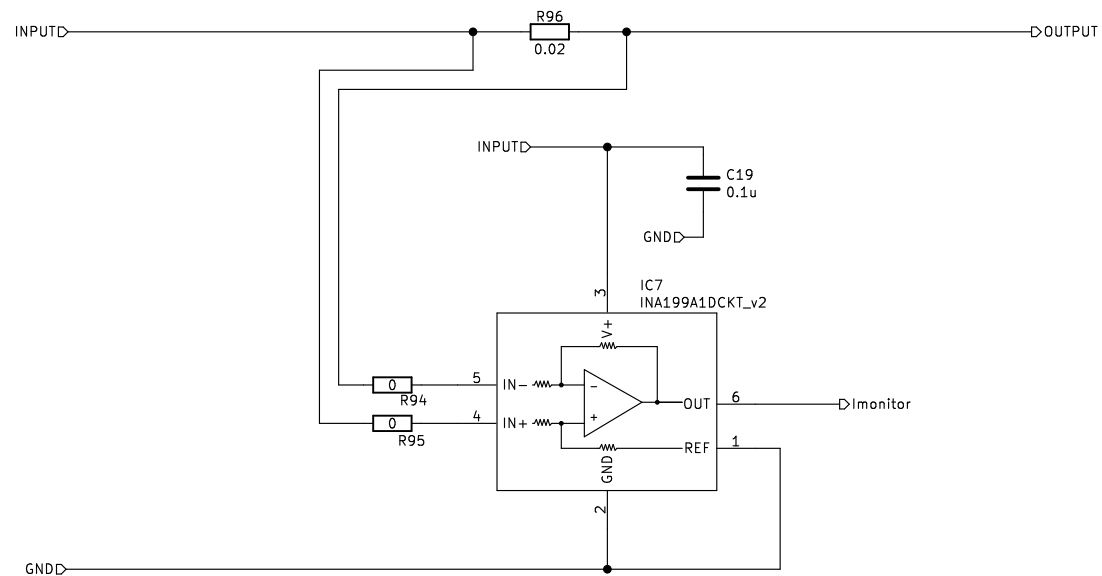 R96
INPUT
OUTPUT
0.02
INPUT
C19
0.1u
GND
IC7
INA199A1DCKT_v2
3
V+
5
IN-
-
0
R94
OUT
6
Imonitor
4
IN+
+
0
R95
REF
1
GND
2
GND